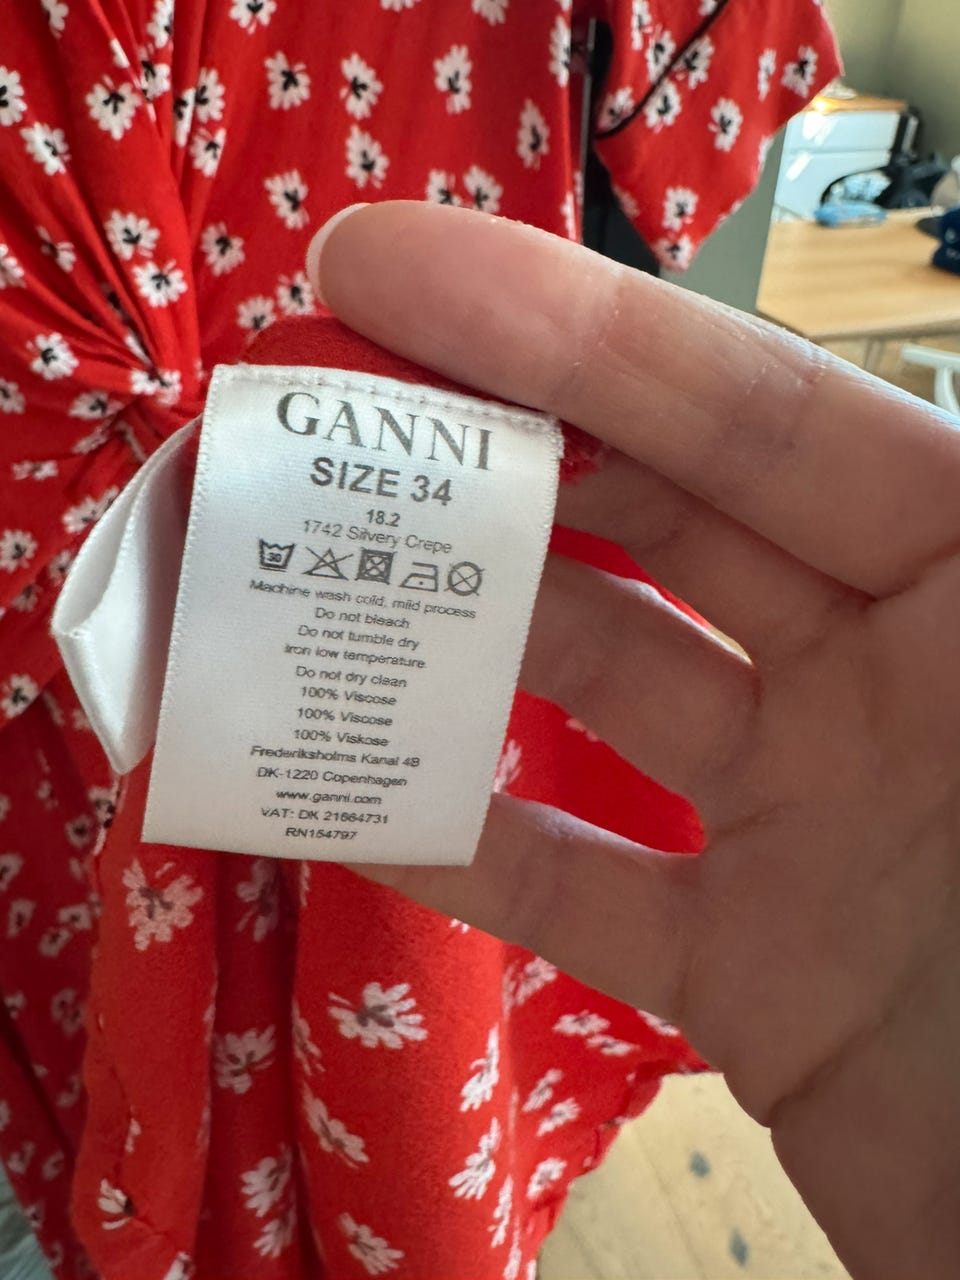 GANNI
SIZE 34
18.2
1742 Silvery Crepe
30
Machine wash cold, mild process
Do not bleach
Do not tumble dry
Iron low temperature
Do not dry clean
100% Viscose
100% Viscose
100% Viskose
Frederiksholms Kanal 4B
DK-1220 Copenhagen
www.ganni.com
VAT: DK 21664731
RN154797